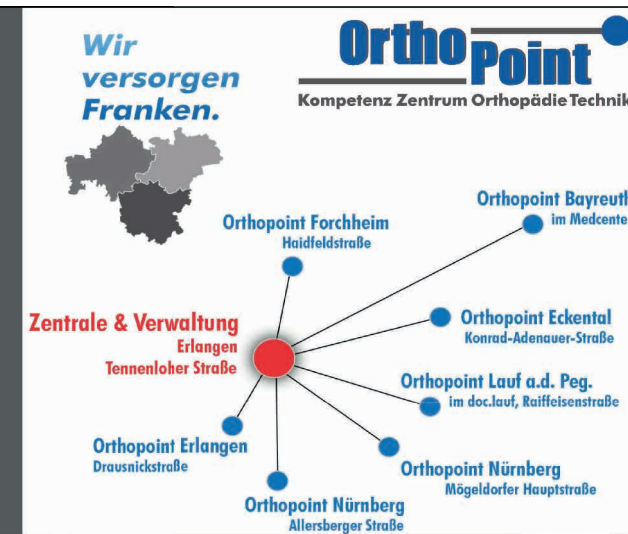 Wir
versorgen
Franken.
Ortho
Point
Kompetenz Zentrum Orthopädie Technik
Orthopoint Bayreuth
im Medcente
Orthopoint Forchheim
Haidfeldstraße
Zentrale & Verwaltung
Erlangen
Tennenloher Straße
Orthopoint Eckental
Konrad-Adenauer-Straße
Orthopoint Lauf a.d. Peg.
im doc.lauf, Raiffeisenstraße
Orthopoint Erlangen
Drausnickstraße
Orthopoint Nürnberg
Mögeldorfer Hauptstraße
Orthopoint Nürnberg
Allersberger Straße